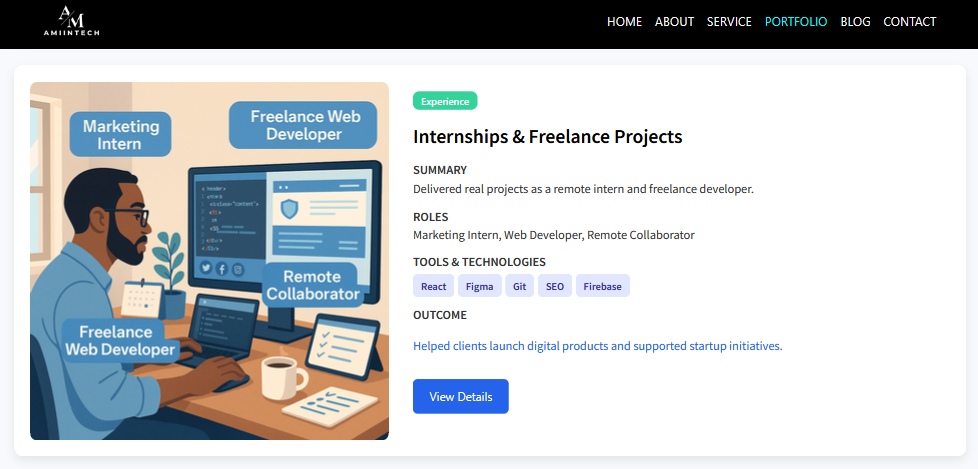 AM
AMIINTECH
HOME ABOUT SERVICE PORTFOLIO BLOG CONTACT
Marketing
Intern
Freelance Web
Developer
Remote
Collaborator
Freelance
Web Developer
Experience
Internships & Freelance Projects
SUMMARY
Delivered real projects as a remote intern and freelance developer.
ROLES
Marketing Intern, Web Developer, Remote Collaborator
TOOLS & TECHNOLOGIES
React Figma Git SEO Firebase
OUTCOME
Helped clients launch digital products and supported startup initiatives.
View Details